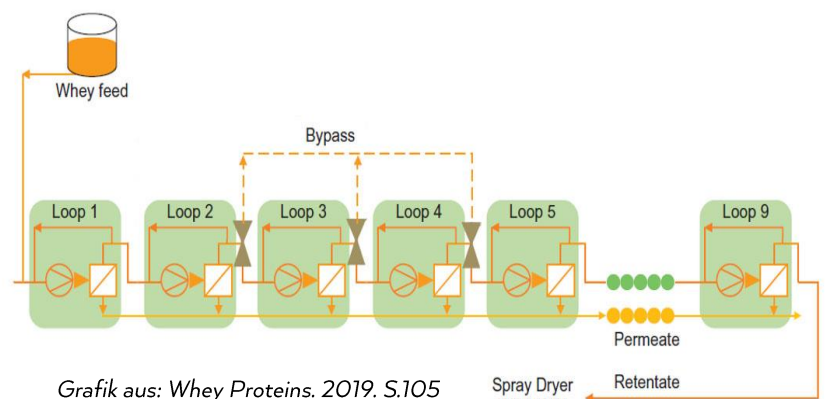 Whey feed
Bypass
Loop 1
Loop 2
Loop 3
Loop 4
Loop 5
Loop 9
Permeate
Grafik aus: Whey Proteins. 2019. S.105
Spray Dryer
Retentate